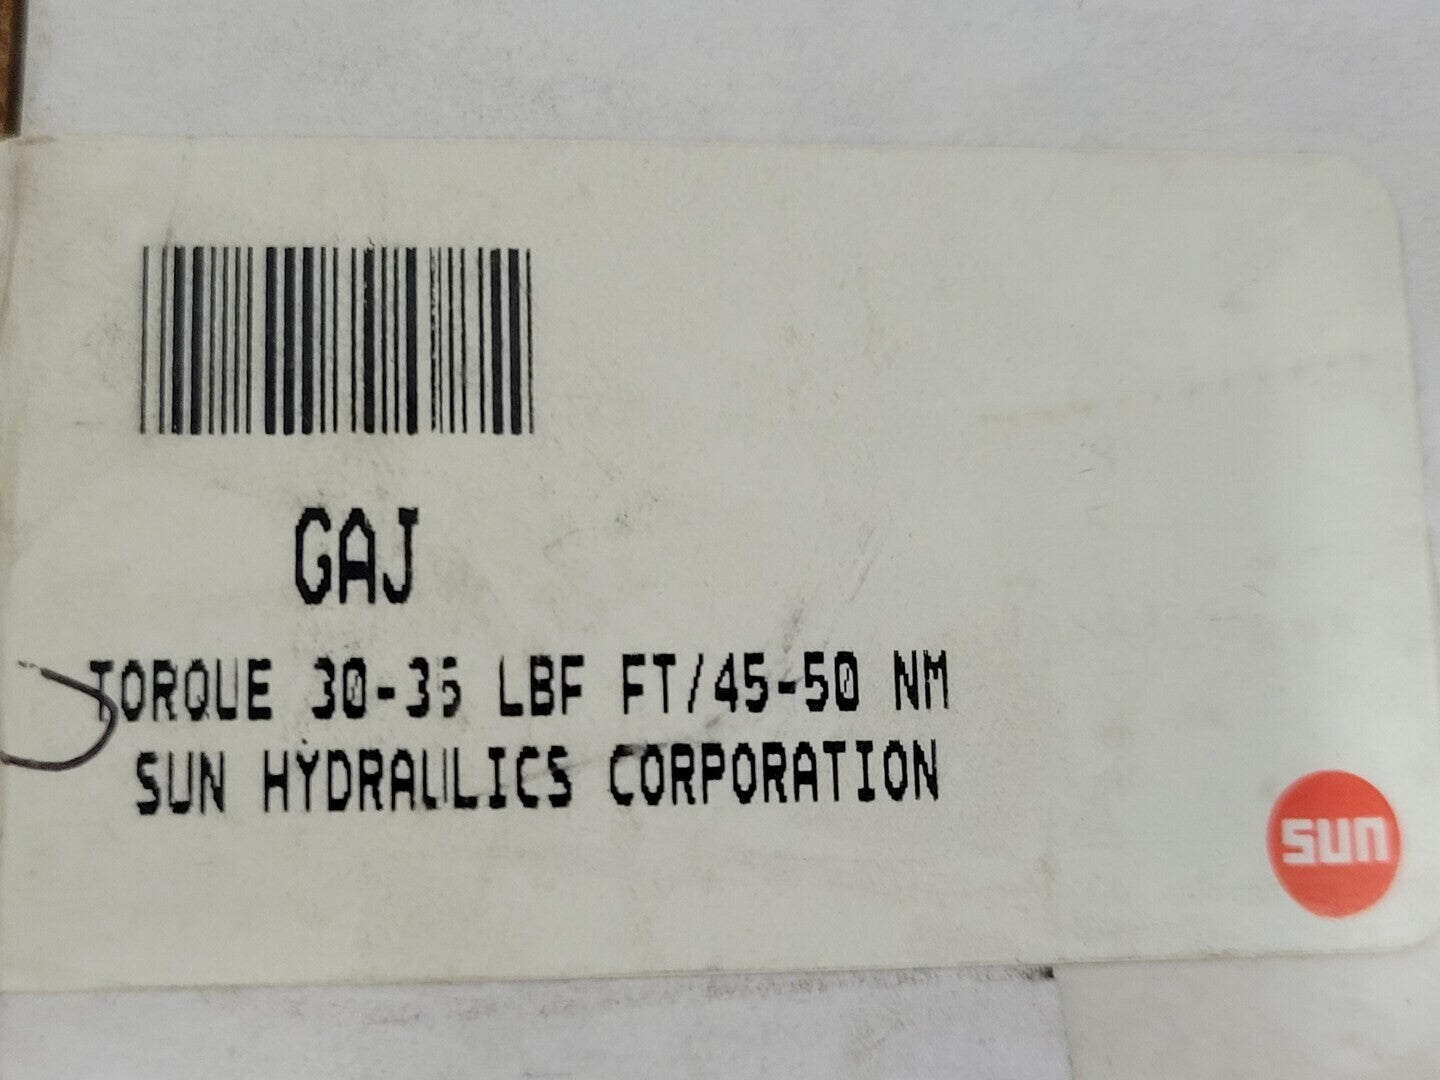 GAJ
TORQUE 30-35 LBF FT/45-50 NM
SUN HYDRAULICS CORPORATION
sun